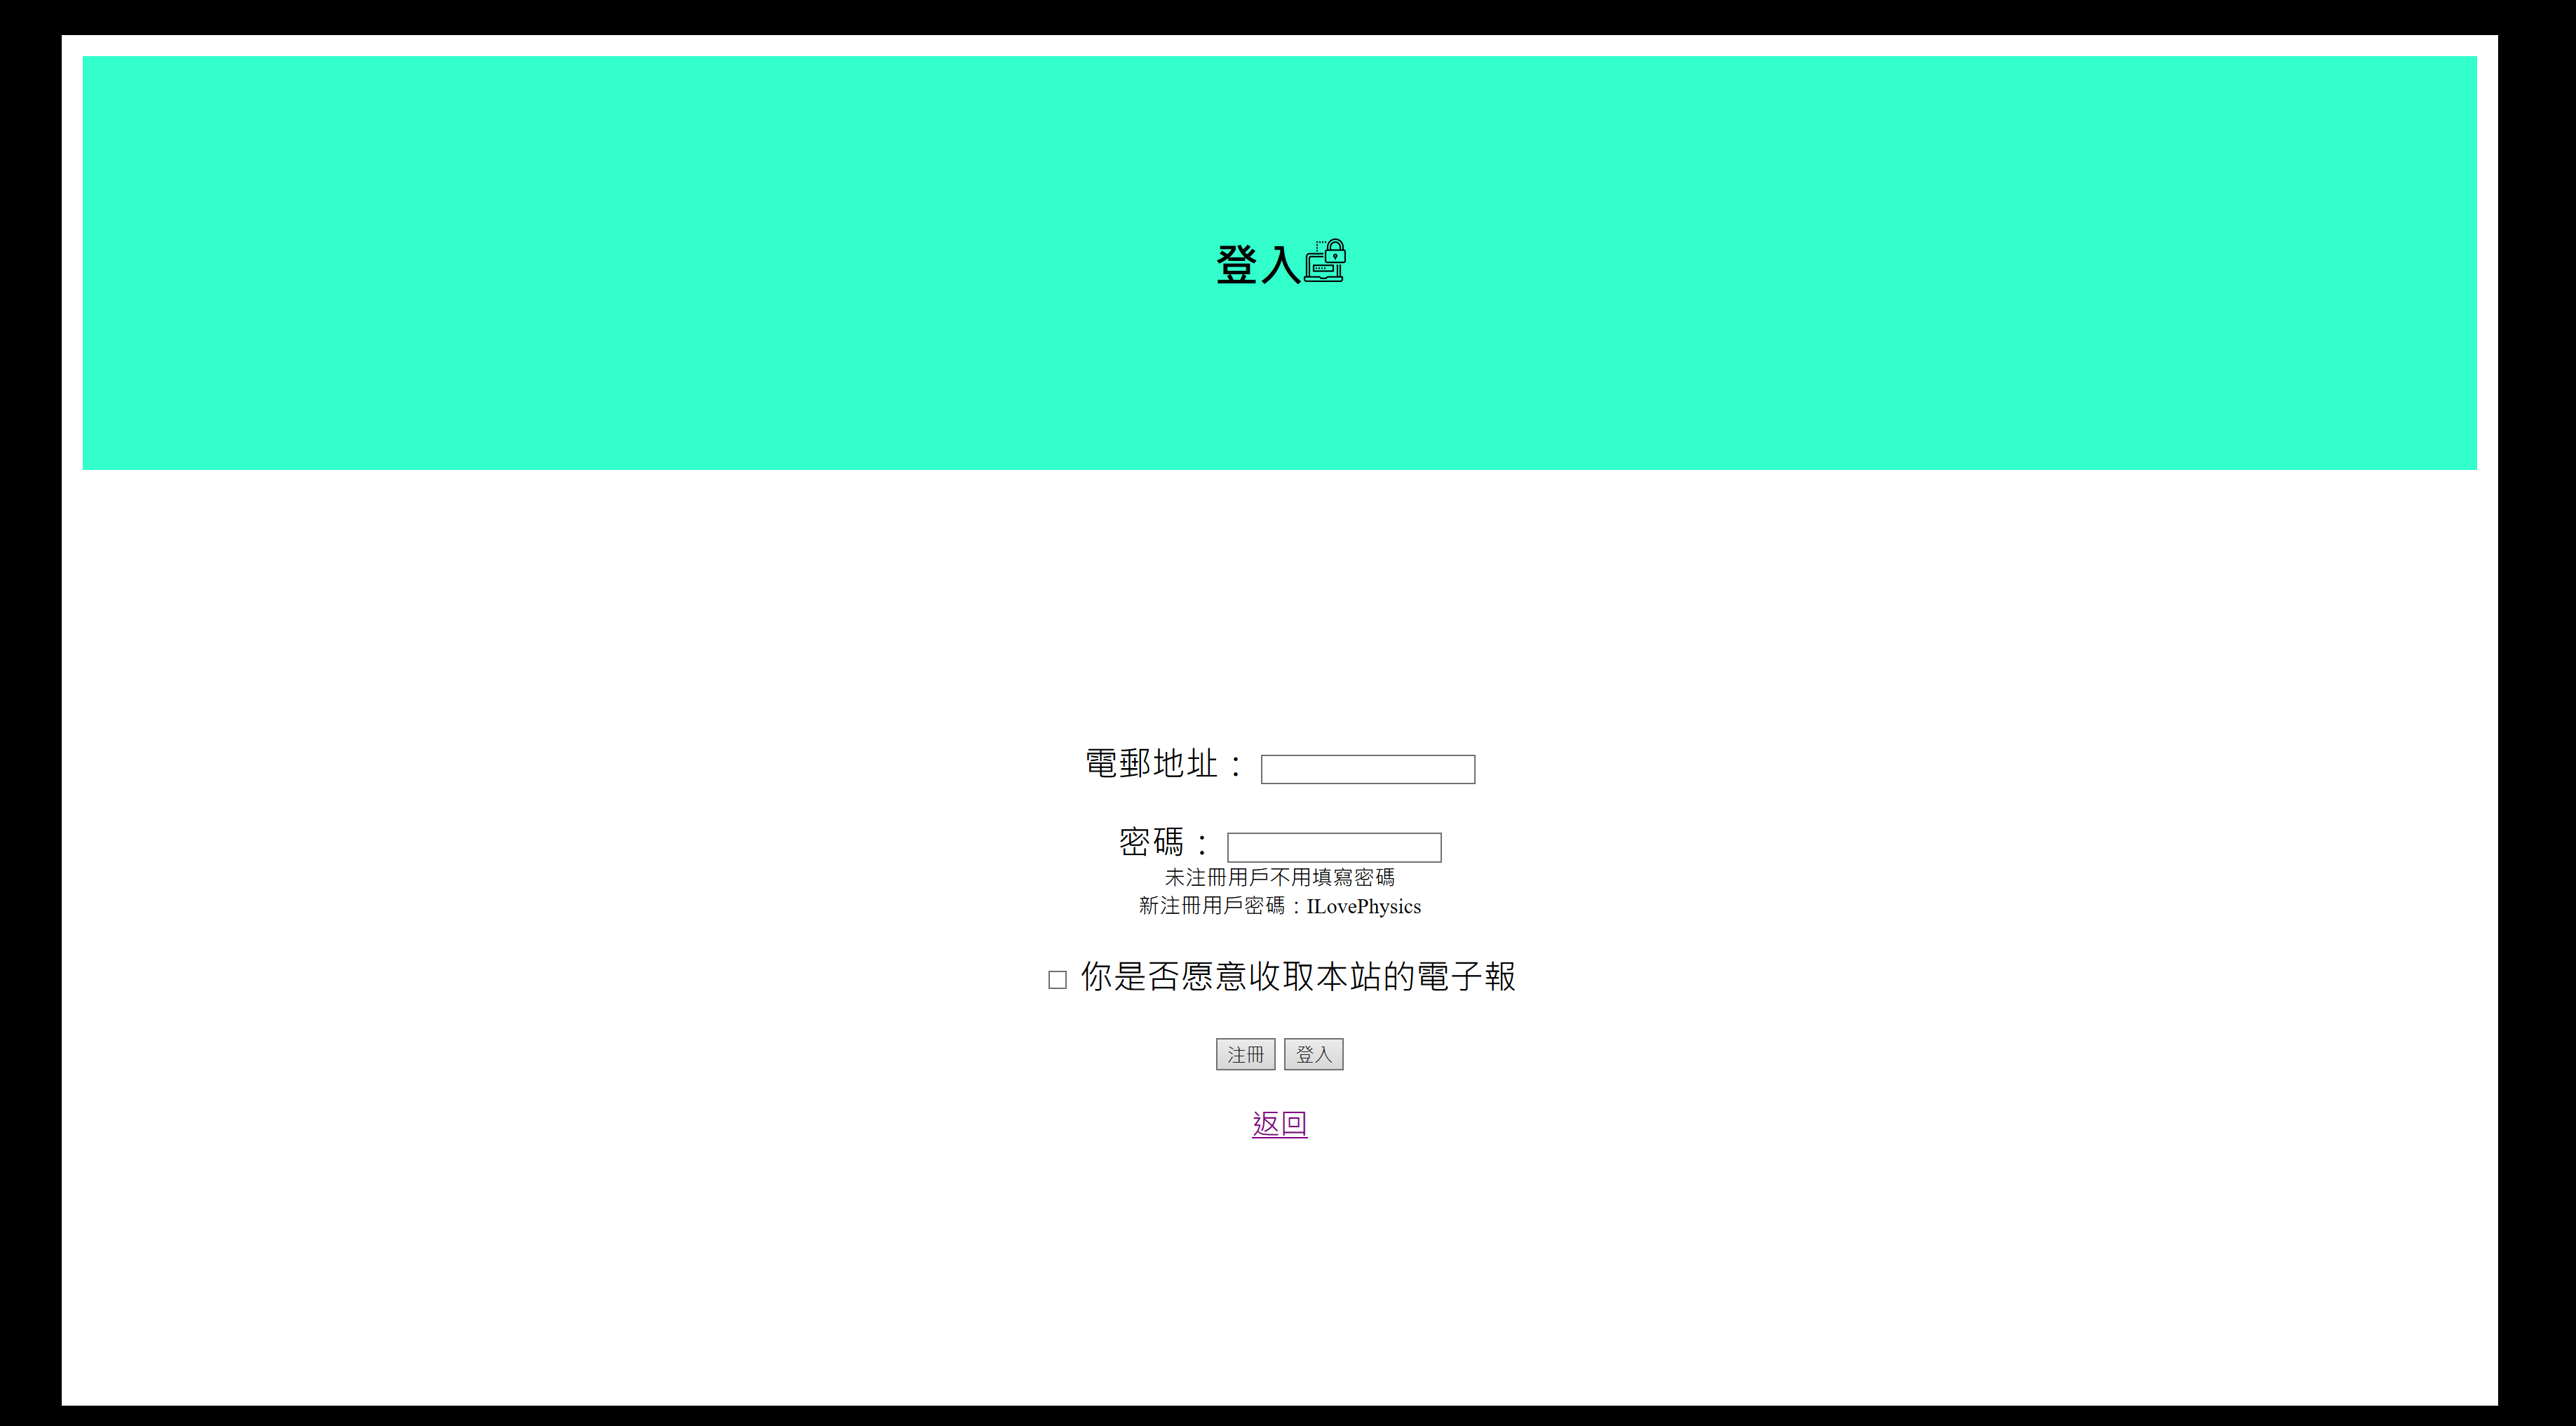 登入
電郵地址：
密碼：
未注冊用戶不用填寫密碼
新注冊用戶密碼：ILovePhysics
你是否愿意收取本站的電子報
注冊 登入
返回